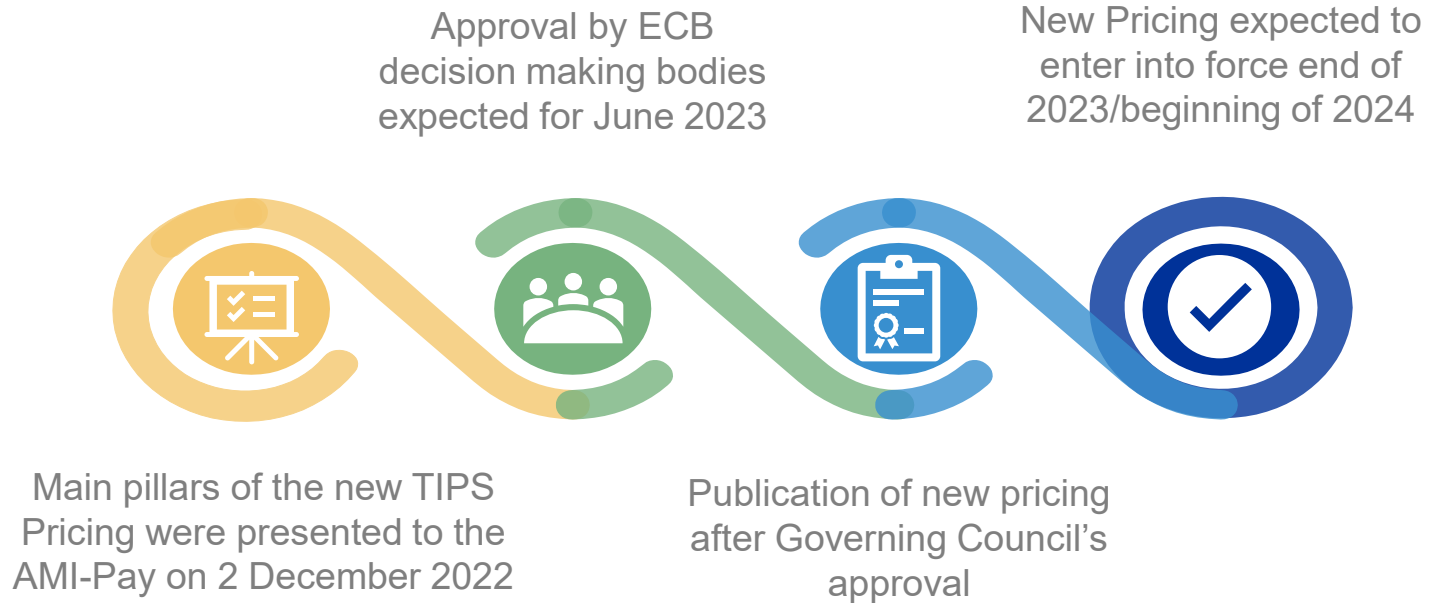 Approval by ECB
decision making bodies
expected for June 2023
New Pricing expected to
enter into force end of
2023/beginning of 2024
Main pillars of the new TIPS
Pricing were presented to the
AMI-Pay on 2 December 2022
Publication of new pricing
after Governing Council’s
approval